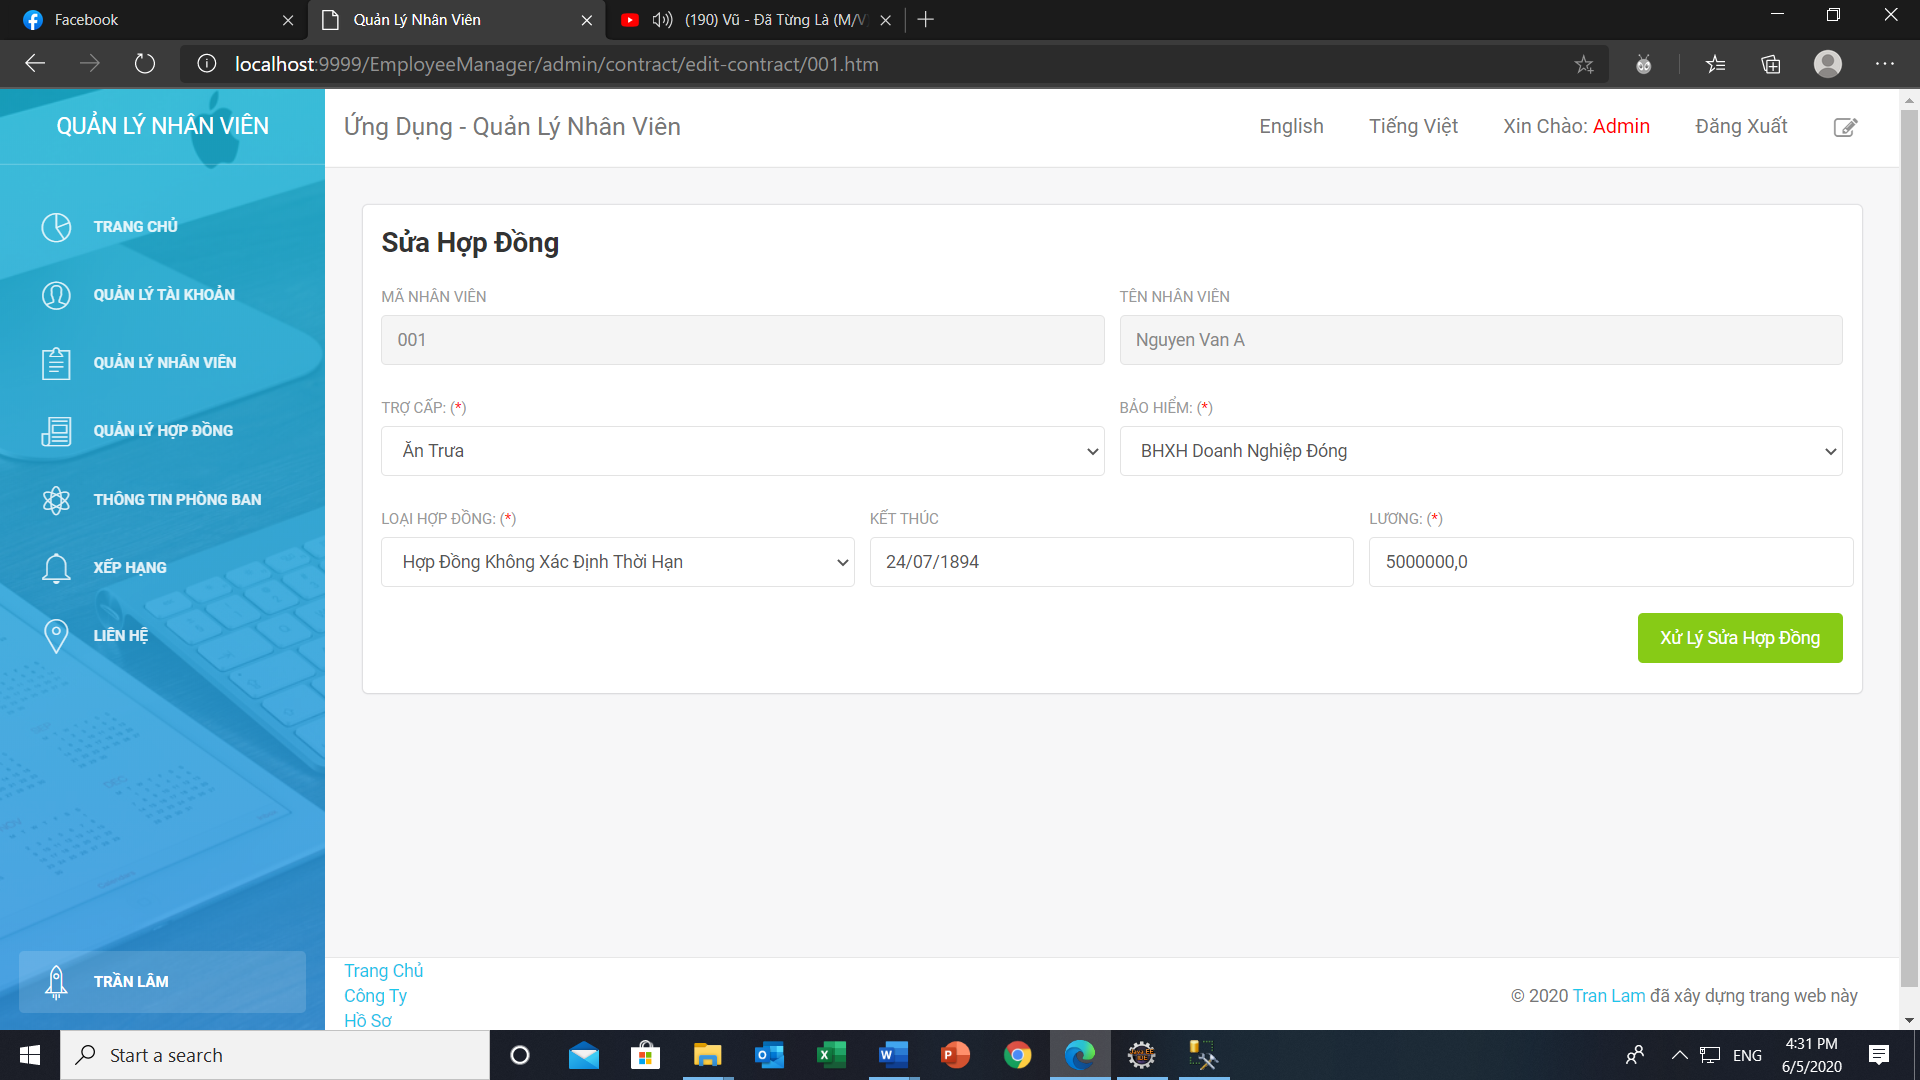 Facebook
Quản Lý Nhân Viên
(190) Vũ - Đã Từng Là (M/V
localhost:9999/EmployeeManager/admin/contract/edit-contract/001.htm
QUẢN LÝ NHÂN VIÊN
Ứng Dụng - Quản Lý Nhân Viên
English
Tiếng Việt
Xin Chào: Admin
Đăng Xuất
TRANG CHỦ
QUẢN LÝ TÀI KHOẢN
QUẢN LÝ NHÂN VIÊN
QUẢN LÝ HỢP ĐỒNG
THÔNG TIN PHÒNG BAN
XẾP HẠNG
LIÊN HỆ
TRẦN LÂM
Sửa Hợp Đồng
MÃ NHÂN VIÊN
TÊN NHÂN VIÊN
001
Nguyen Van A
TRỢ CẤP: (*)
BẢO HIỂM: (*)
Ăn Trưa
BHXH Doanh Nghiệp Đóng
LOẠI HỢP ĐỒNG: (*)
KẾT THÚC
LƯƠNG: (*)
Hợp Đồng Không Xác Định Thời Hạn
24/07/1894
5000000,0
Xử Lý Sửa Hợp Đồng
Trang Chủ
Công Ty
Hồ Sơ
© 2020 Tran Lam đã xây dựng trang web này
Start a search
ENG
4:31 PM
6/5/2020